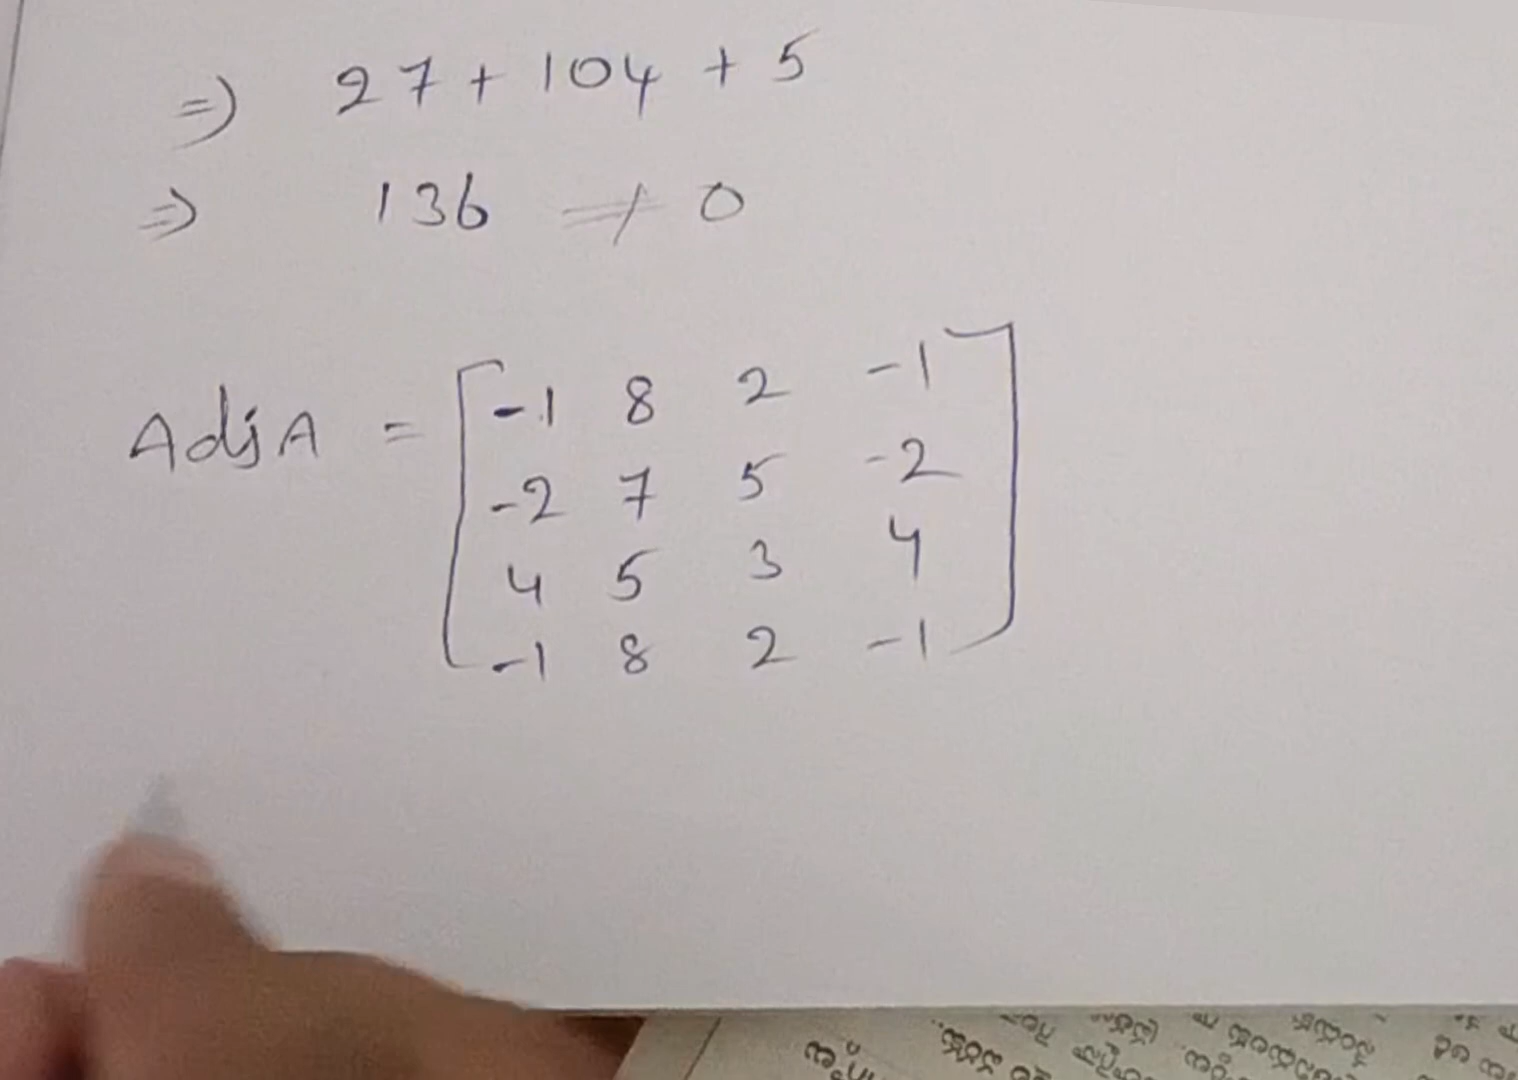 ⇒ 27 + 104 + 5
⇒ 136 ≠ 0
Adj A = [ -1 8 2 -1
-2 7 5 -2
4 5 3 4
-1 8 2 -1 ]